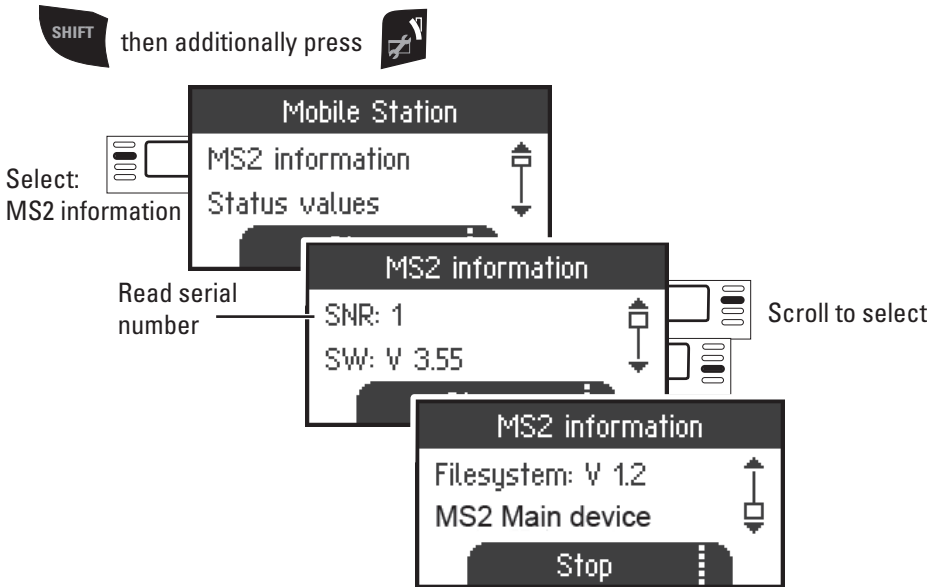 SHIFT then additionally press
Mobile Station
MS2 information
Status values
Select:
MS2 information
MS2 information
Read serial
number
SNR: 1
SW: V 3.55
Scroll to select
MS2 information
Filesystem: V 1.2
MS2 Main device
Stop